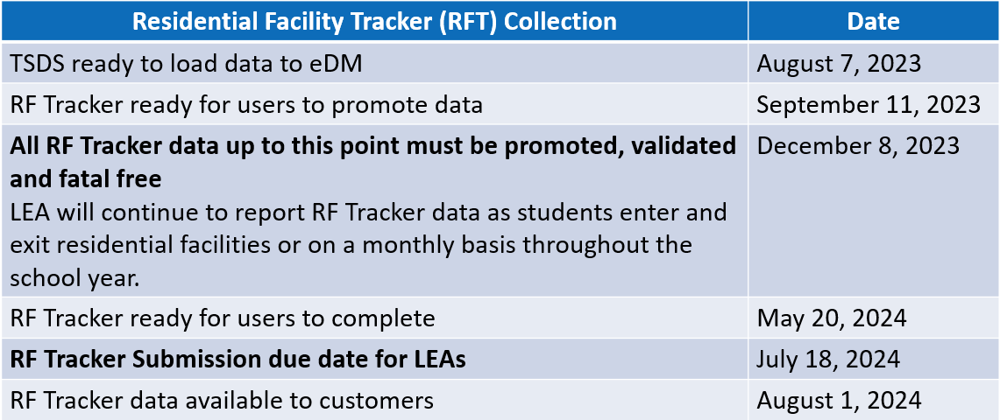 Residential Facility Tracker (RFT) Collection Date
TSDS ready to load data to eDM August 7, 2023
RF Tracker ready for users to promote data September 11, 2023
All RF Tracker data up to this point must be promoted, validated December 8, 2023
and fatal free
LEA will continue to report RF Tracker data as students enter and
exit residential facilities or on a monthly basis throughout the
school year.
RF Tracker ready for users to complete May 20, 2024
RF Tracker Submission due date for LEAs July 18, 2024
RF Tracker data available to customers August 1, 2024